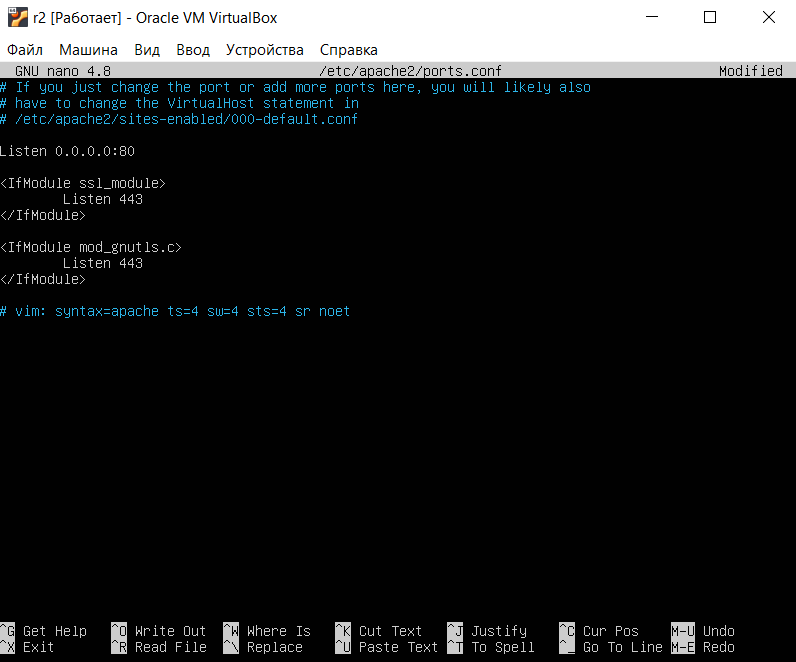 r2 [Работает] - Oracle VM VirtualBox
Файл Машина Вид Ввод Устройства Справка
GNU nano 4.8 /etc/apache2/ports.conf Modified
# If you just change the port or add more ports here, you will likely also
# have to change the VirtualHost statement in
# /etc/apache2/sites-enabled/000-default.conf
Listen 0.0.0.0:80
<IfModule ssl_module>
Listen 443
</IfModule>
<IfModule mod_gnutls.c>
Listen 443
</IfModule>
# vim: syntax=apache ts=4 sw=4 sts=4 sr noet
^G Get Help ^O Write Out ^W Where Is ^K Cut Text ^J Justify ^C Cur Pos M-U Undo
^X Exit ^R Read File ^\ Replace ^U Paste Text ^T To Spell ^_ Go To Line M-E Redo